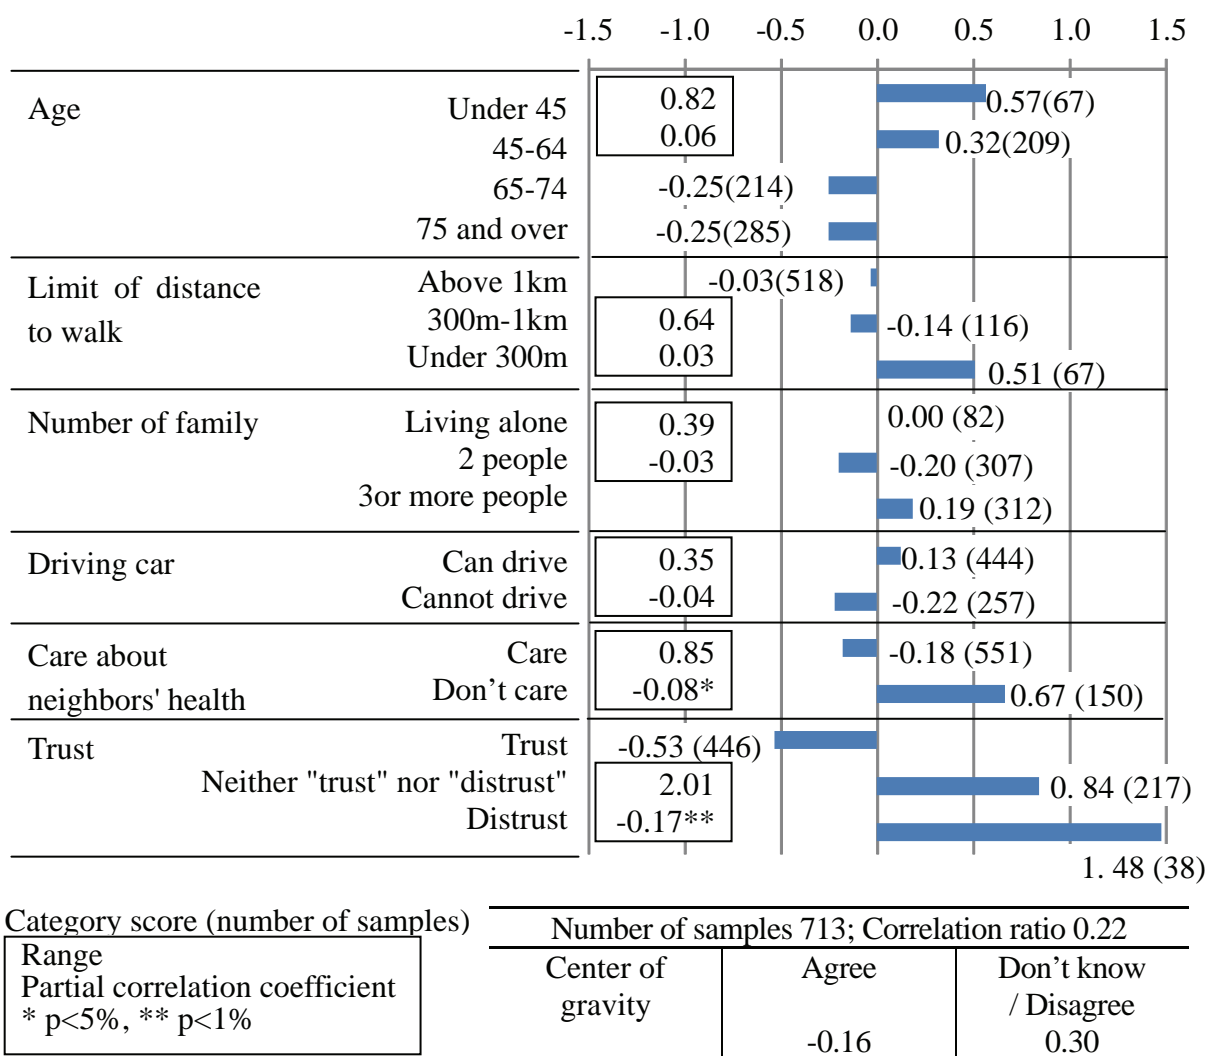 -1.5 -1.0 -0.5 0.0 0.5 1.0 1.5
Age Under 45 0.82 0.57(67)
45-64 0.06 0.32(209)
65-74 -0.25(214)
75 and over -0.25(285)
Limit of distance to walk Above 1km -0.03(518)
300m-1km 0.64 -0.14 (116)
Under 300m 0.03 0.51 (67)
Number of family Living alone 0.39 0.00 (82)
2 people -0.03 -0.20 (307)
3or more people 0.19 (312)
Driving car Can drive 0.35 0.13 (444)
Cannot drive -0.04 -0.22 (257)
Care about Care 0.85 -0.18 (551)
neighbors' health Don’t care -0.08* 0.67 (150)
Trust Trust -0.53 (446)
Neither "trust" nor "distrust" 2.01 0. 84 (217)
Distrust -0.17**
1. 48 (38)
Category score (number of samples)
Range
Partial correlation coefficient
* p<5%, ** p<1%
Number of samples 713; Correlation ratio 0.22
Center of Agree Don’t know
gravity / Disagree
-0.16 0.30